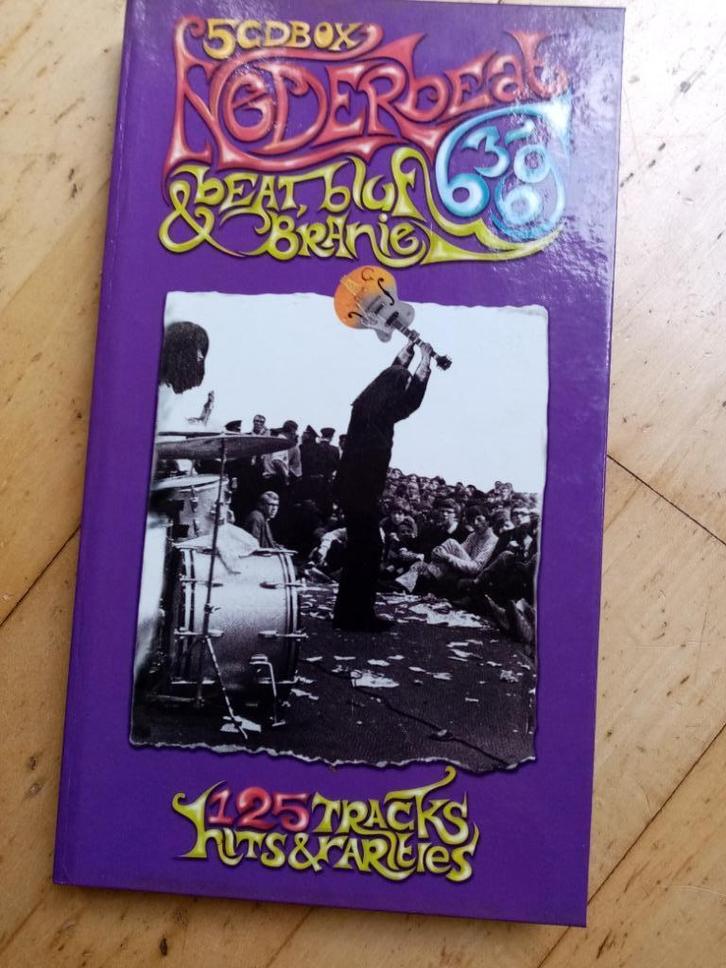 5CDBOX
NEDERbeat
63-69
beat, bluf
& Branie
125 TRACKS
hITS & rARities